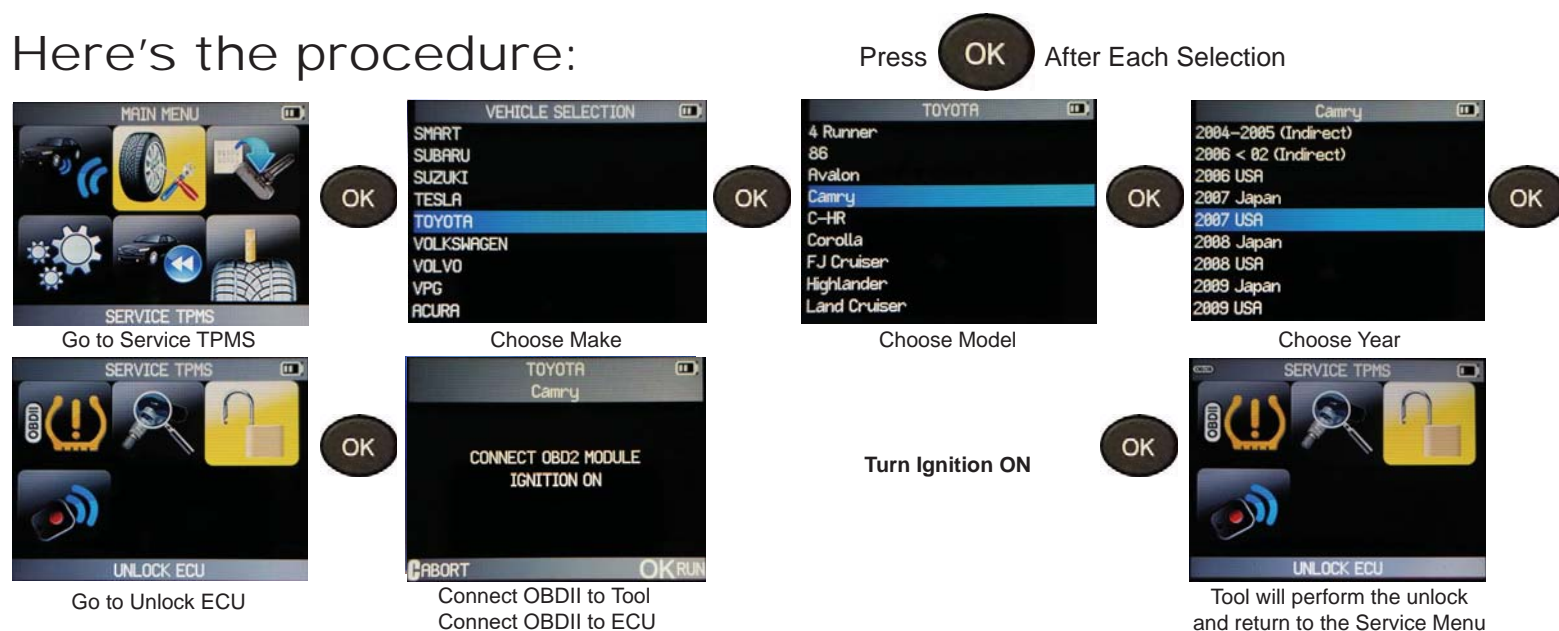 Here's the procedure:
Press OK After Each Selection
MAIN MENU
SERVICE TPMS
Go to Service TPMS
OK
VEHICLE SELECTION
SMART
SUBARU
SUZUKI
TESLA
TOYOTA
VOLKSWAGEN
VOLVO
VPG
ACURA
Choose Make
OK
TOYOTA
4 Runner
86
Avalon
Camry
C-HR
Corolla
FJ Cruiser
Highlander
Land Cruiser
Choose Model
OK
Camry
2004-2005 (Indirect)
2006 < 02 (Indirect)
2006 USA
2007 Japan
2007 USA
2008 Japan
2008 USA
2009 Japan
2009 USA
Choose Year
OK
SERVICE TPMS
OBDII
UNLOCK ECU
Go to Unlock ECU
OK
TOYOTA
Camry
CONNECT OBD2 MODULE
IGNITION ON
C ABORT
OK RUN
Connect OBDII to Tool
Connect OBDII to ECU
Turn Ignition ON
OK
SERVICE TPMS
OBDII
UNLOCK ECU
Tool will perform the unlock
and return to the Service Menu